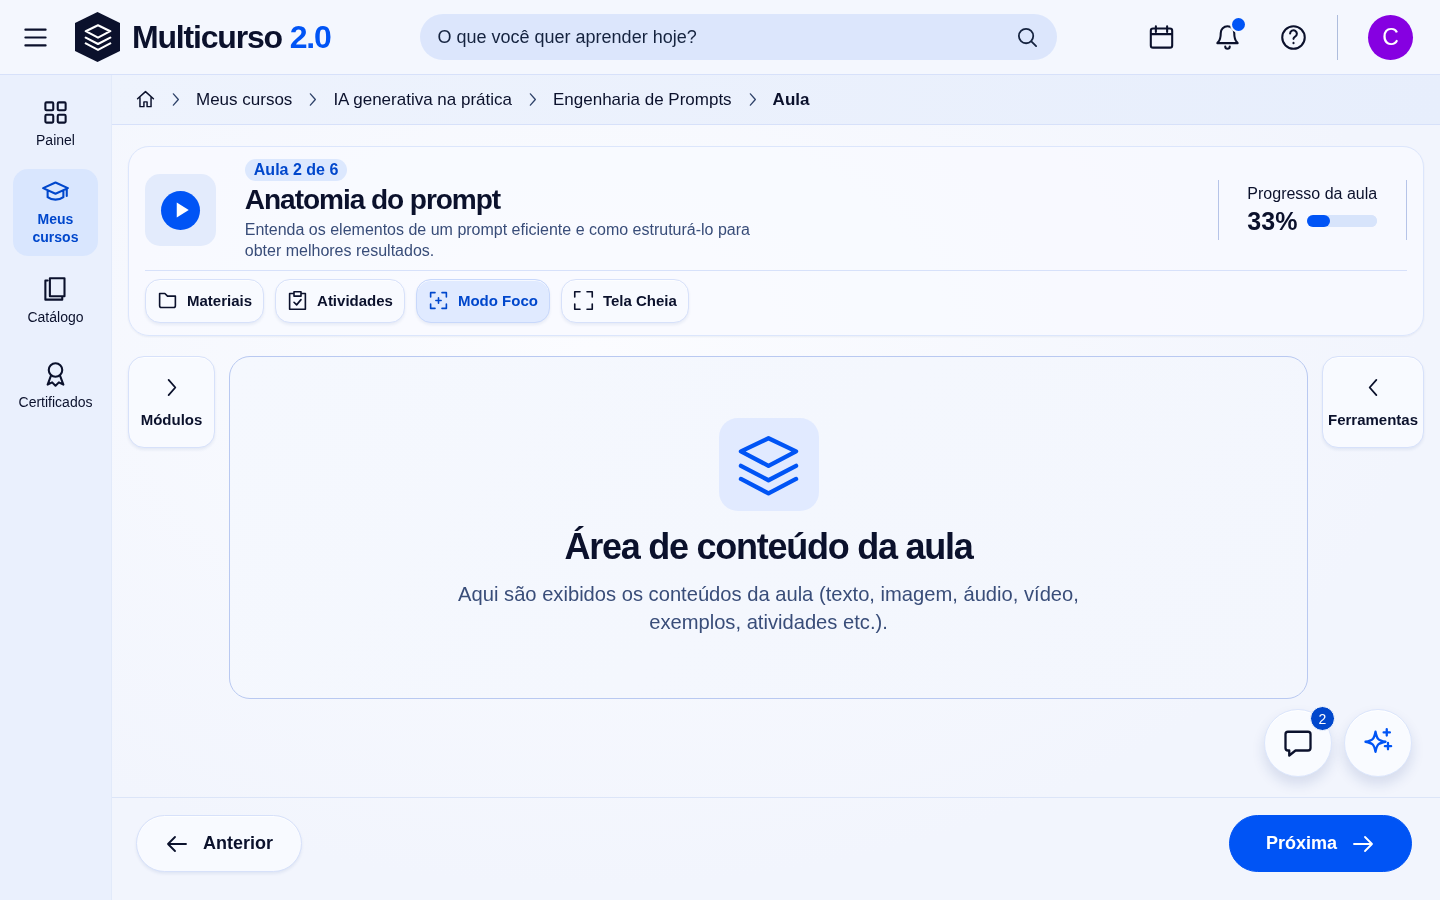 Multicurso 2.0
O que você quer aprender hoje?
C
Painel
Meus
cursos
Catálogo
Certificados
Meus cursos
IA generativa na prática
Engenharia de Prompts
Aula
Aula 2 de 6
Anatomia do prompt
Entenda os elementos de um prompt eficiente e como estruturá-lo para
obter melhores resultados.
Progresso da aula
33%
Materiais
Atividades
Modo Foco
Tela Cheia
Módulos
Área de conteúdo da aula
Aqui são exibidos os conteúdos da aula (texto, imagem, áudio, vídeo,
exemplos, atividades etc.).
Ferramentas
2
Anterior
Próxima